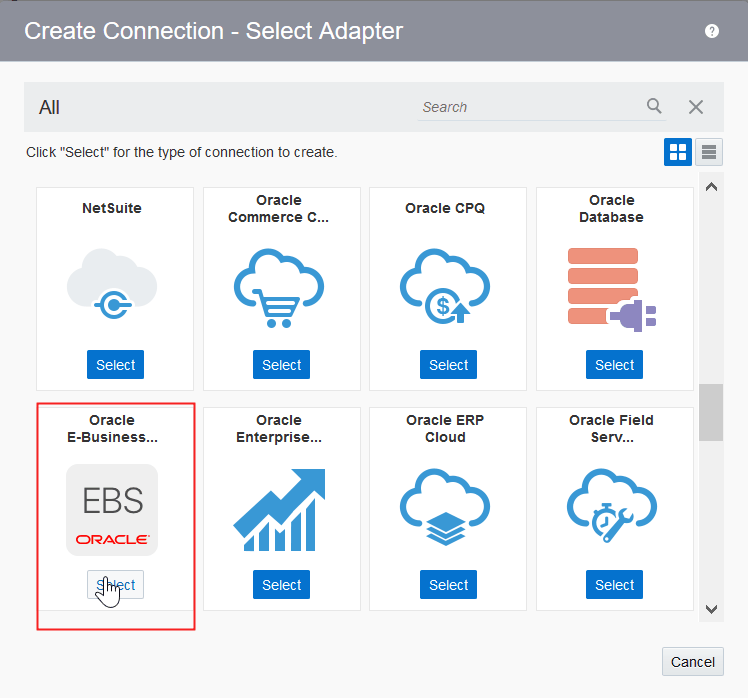 Create Connection - Select Adapter
?
All
Search
Click "Select" for the type of connection to create.
NetSuite
Select
Oracle
Commerce C...
Select
Oracle CPQ
$
Select
Oracle
Database
Select
Oracle
E-Business...
EBS
ORACLE
Select
Oracle
Enterprise...
Select
Oracle ERP
Cloud
Select
Oracle Field
Serv...
Select
Cancel